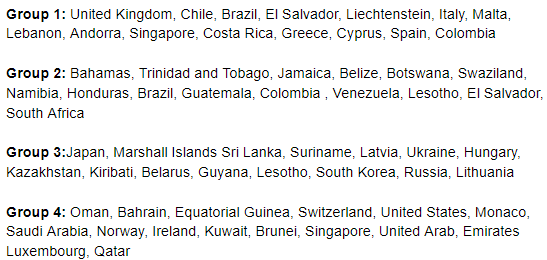 Group 1: United Kingdom, Chile, Brazil, El Salvador, Liechtenstein, Italy, Malta,
Lebanon, Andorra, Singapore, Costa Rica, Greece, Cyprus, Spain, Colombia
Group 2: Bahamas, Trinidad and Tobago, Jamaica, Belize, Botswana, Swaziland,
Namibia, Honduras, Brazil, Guatemala, Colombia , Venezuela, Lesotho, El Salvador,
South Africa
Group 3:Japan, Marshall Islands Sri Lanka, Suriname, Latvia, Ukraine, Hungary,
Kazakhstan, Kiribati, Belarus, Guyana, Lesotho, South Korea, Russia, Lithuania
Group 4: Oman, Bahrain, Equatorial Guinea, Switzerland, United States, Monaco,
Saudi Arabia, Norway, Ireland, Kuwait, Brunei, Singapore, United Arab, Emirates
Luxembourg, Qatar